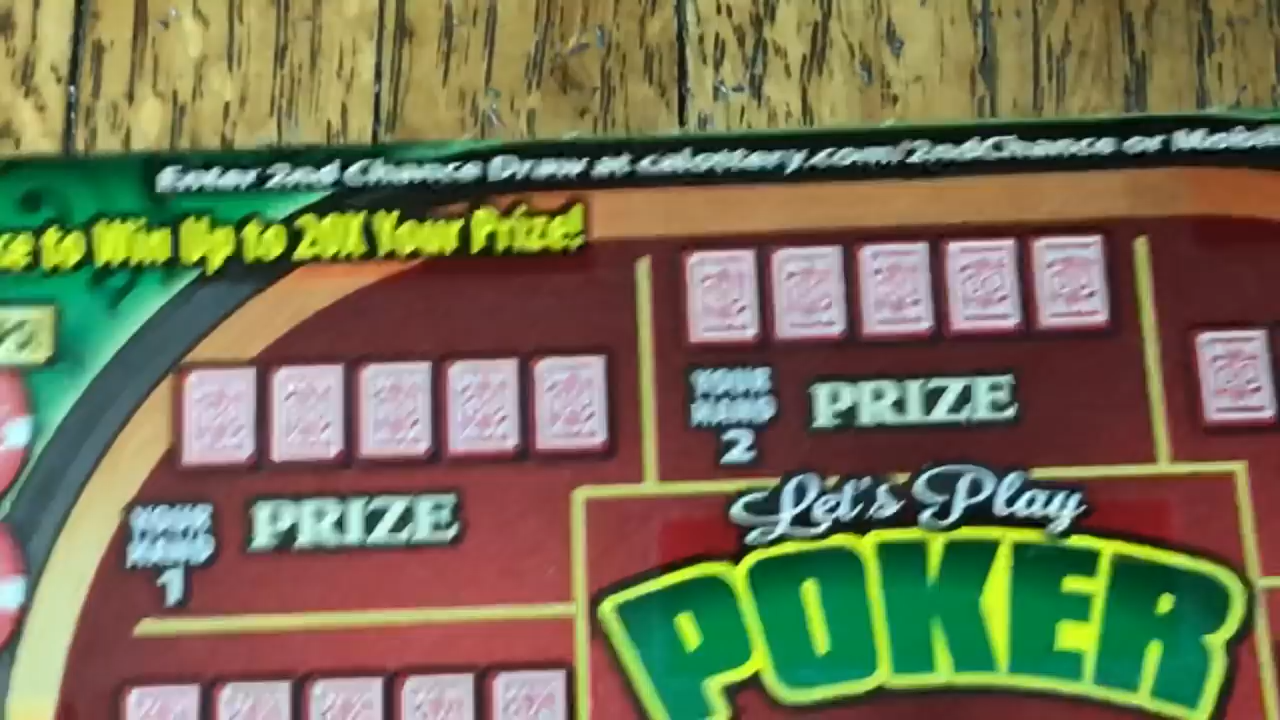 Enter 2nd Chance Draw at calottery.com/2ndChance or Mobil
e to Win Up to 20X Your Prize!
YOUR HAND 2
PRIZE
YOUR HAND 1
PRIZE
Let's Play
POKER